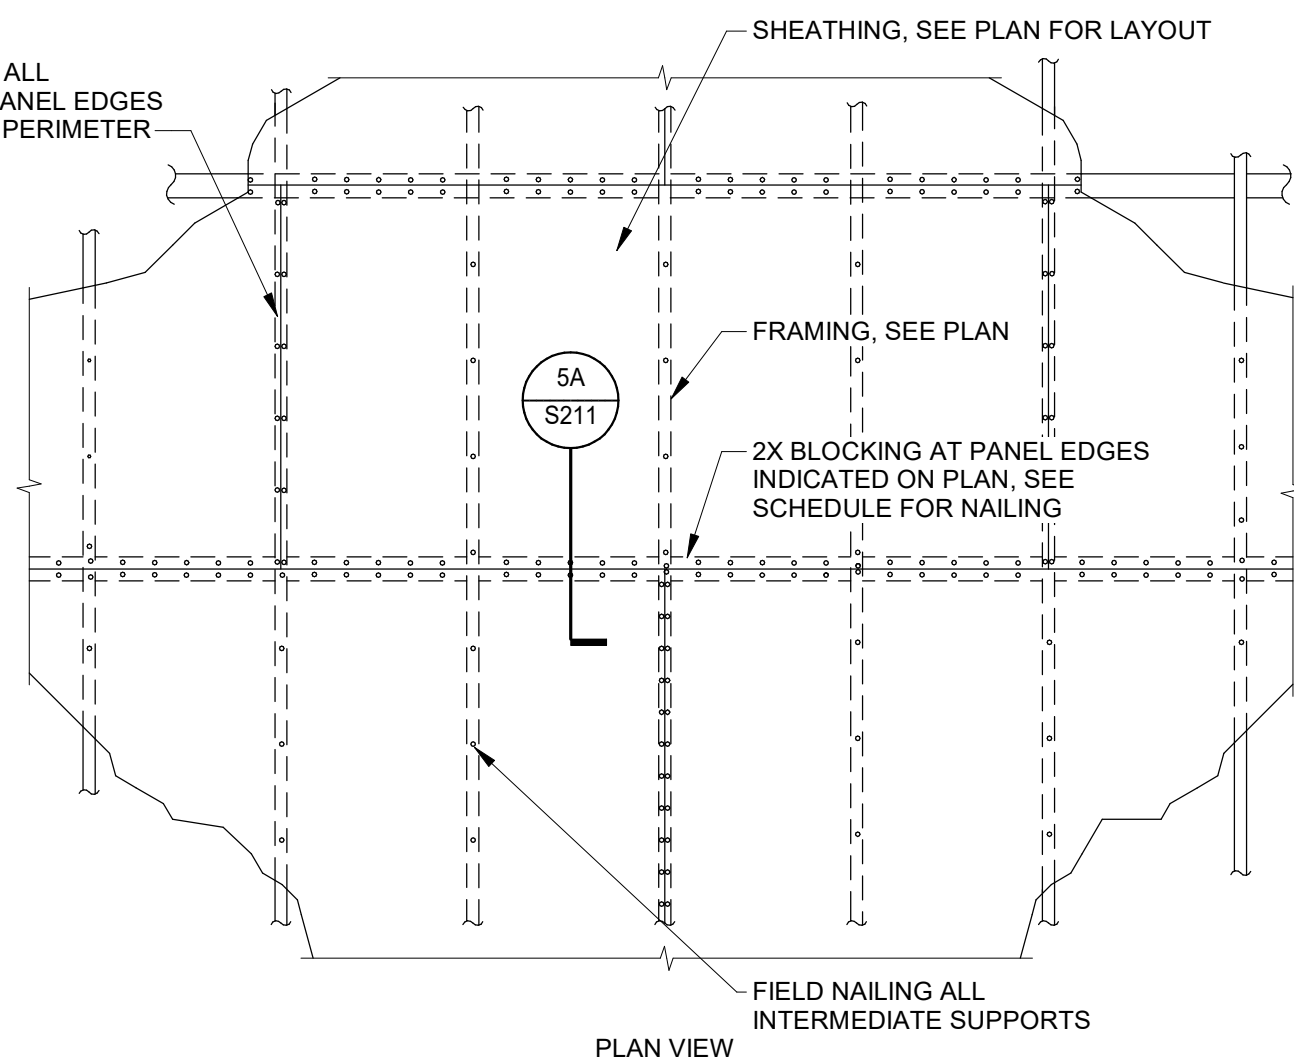 SHEATHING, SEE PLAN FOR LAYOUT
ALL
PANEL EDGES
PERIMETER
FRAMING, SEE PLAN
5A
S211
2X BLOCKING AT PANEL EDGES
INDICATED ON PLAN, SEE
SCHEDULE FOR NAILING
FIELD NAILING ALL
INTERMEDIATE SUPPORTS
PLAN VIEW